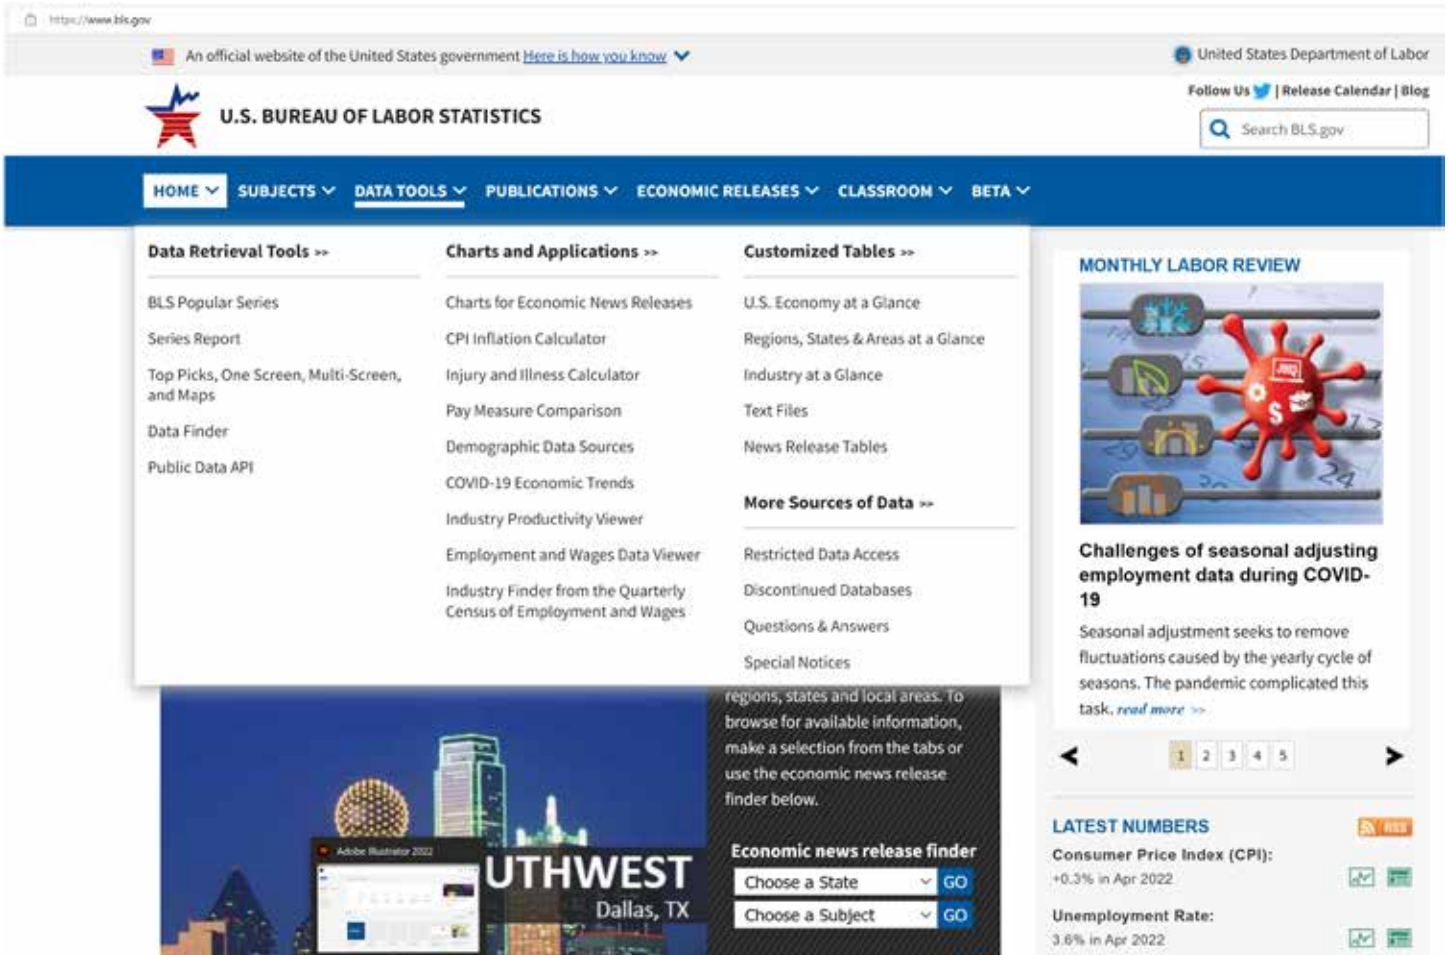 https://www.bls.gov
An official website of the United States government Here is how you know
United States Department of Labor
Follow Us | Release Calendar | Blog
U.S. BUREAU OF LABOR STATISTICS
Search BLS.gov
HOME SUBJECTS DATA TOOLS PUBLICATIONS ECONOMIC RELEASES CLASSROOM BETA
Data Retrieval Tools >>
BLS Popular Series
Series Report
Top Picks, One Screen, Multi-Screen,
and Maps
Data Finder
Public Data API
Charts and Applications >>
Charts for Economic News Releases
CPI Inflation Calculator
Injury and Illness Calculator
Pay Measure Comparison
Demographic Data Sources
COVID-19 Economic Trends
Industry Productivity Viewer
Employment and Wages Data Viewer
Industry Finder from the Quarterly
Census of Employment and Wages
Customized Tables >>
U.S. Economy at a Glance
Regions, States & Areas at a Glance
Industry at a Glance
Text Files
News Release Tables
More Sources of Data >>
Restricted Data Access
Discontinued Databases
Questions & Answers
Special Notices
regions, states and local areas. To
browse for available information,
make a selection from the tabs or
use the economic news release
finder below.
Adobe Illustrator 2022
UTHWEST
Dallas, TX
Economic news release finder
Choose a State GO
Choose a Subject GO
MONTHLY LABOR REVIEW
Challenges of seasonal adjusting
employment data during COVID-
19
Seasonal adjustment seeks to remove
fluctuations caused by the yearly cycle of
seasons. The pandemic complicated this
task. read more >>
1 2 3 4 5
LATEST NUMBERS
RSS
Consumer Price Index (CPI):
+0.3% in Apr 2022
Unemployment Rate:
3.6% in Apr 2022